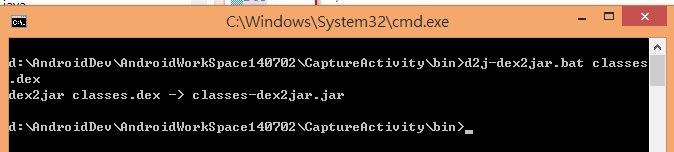 C:\Windows\System32\cmd.exe
d:\AndroidDev\AndroidWorkSpace140702\CaptureActivity\bin>d2j-dex2jar.bat classes
.dex
dex2jar classes.dex -> classes-dex2jar.jar
d:\AndroidDev\AndroidWorkSpace140702\CaptureActivity\bin>_